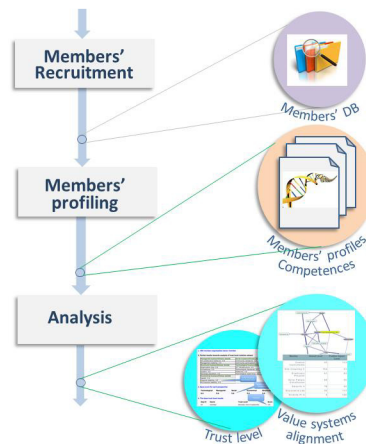 Members'
Recruitment
Members' DB
Members'
profiling
Members' profiles
Competences
Analysis
Trust level
Value systems
alignment